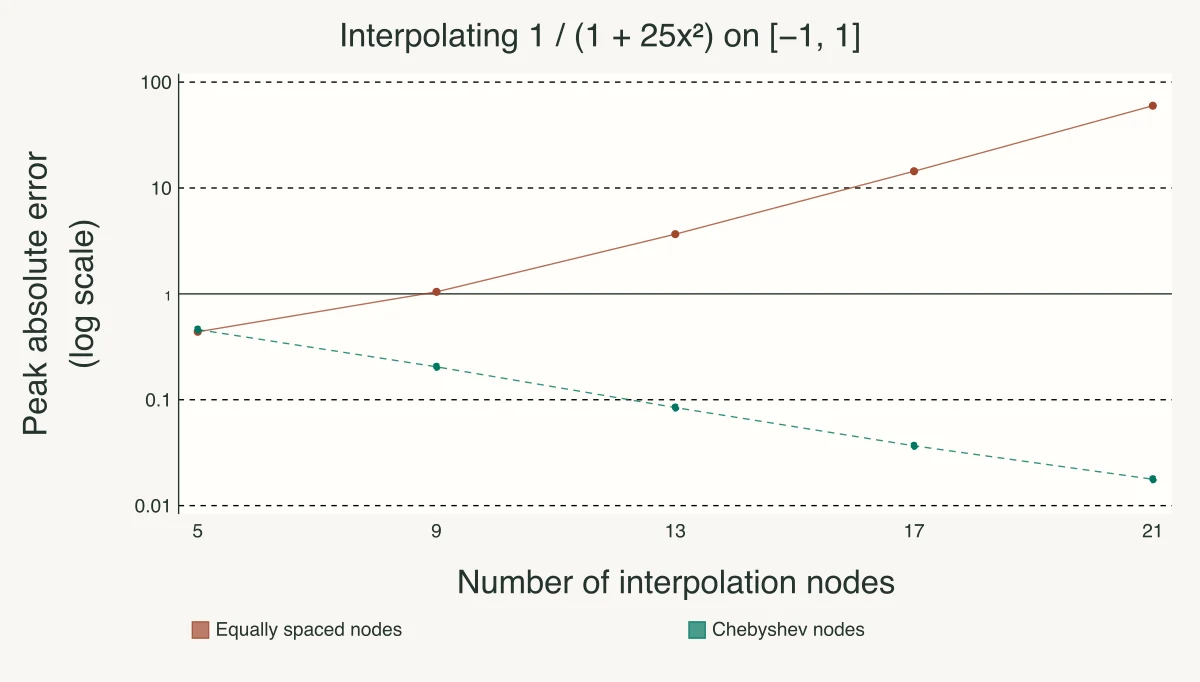 Interpolating 1 / (1 + 25x²) on [−1, 1]
Peak absolute error
(log scale)
100
10
1
0.1
0.01
5
9
13
17
21
Number of interpolation nodes
Equally spaced nodes
Chebyshev nodes